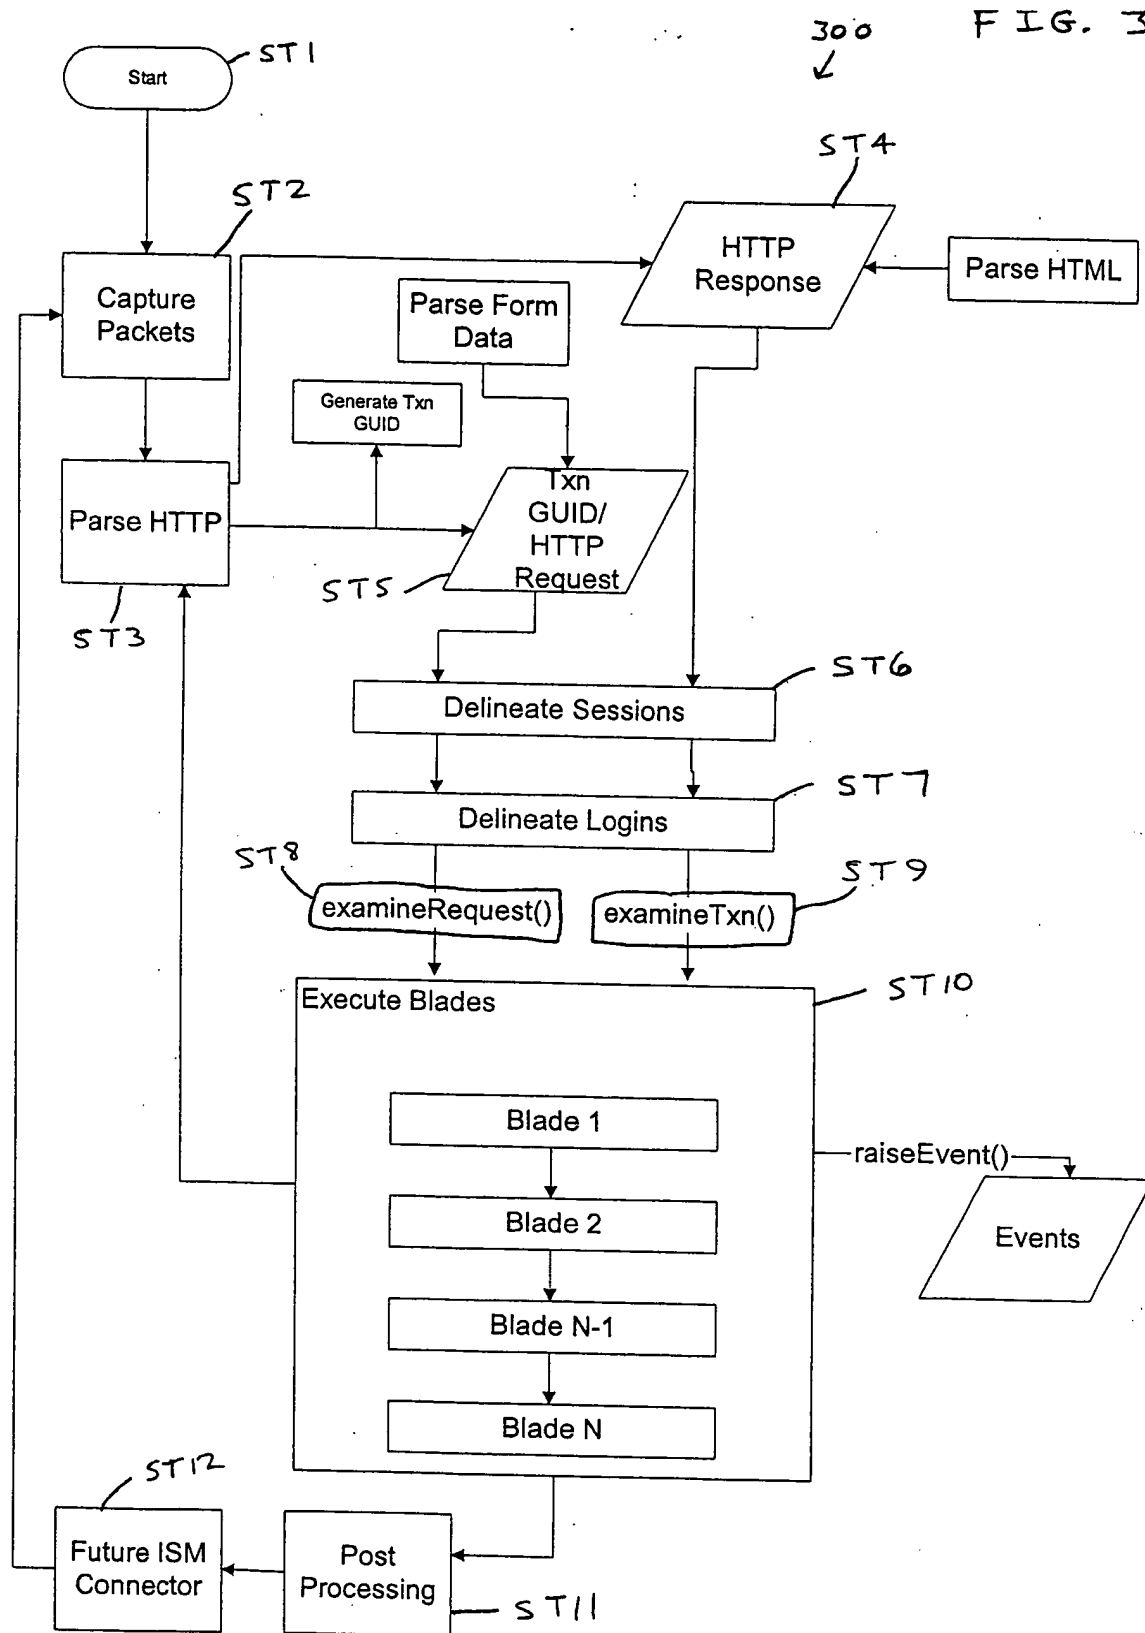 300
FIG. 3
ST1
Start
ST2
ST4
Capture
Packets
HTTP
Response
Parse HTML
Parse Form
Data
Generate Txn
GUID
Parse HTTP
Txn
GUID/
HTTP
Request
ST5
ST3
ST6
Delineate Sessions
ST7
Delineate Logins
ST8
ST9
examineRequest()
examineTxn()
ST10
Execute Blades
Blade 1
raiseEvent()
Blade 2
Events
Blade N-1
Blade N
ST12
Future ISM
Connector
Post
Processing
ST11